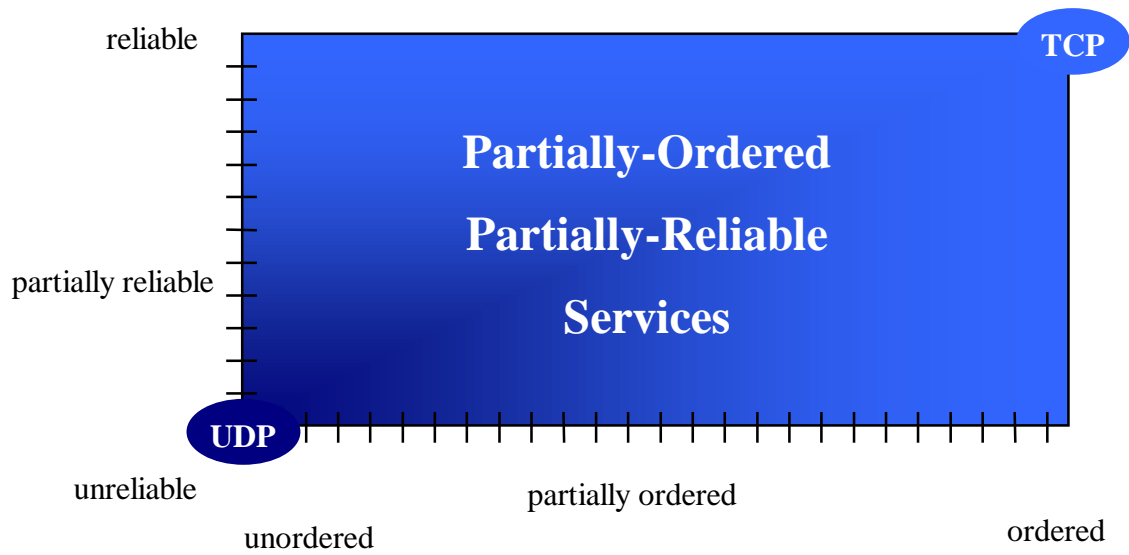 reliable
TCP
Partially-Ordered
Partially-Reliable
partially reliable
Services
UDP
unreliable
partially ordered
unordered
ordered